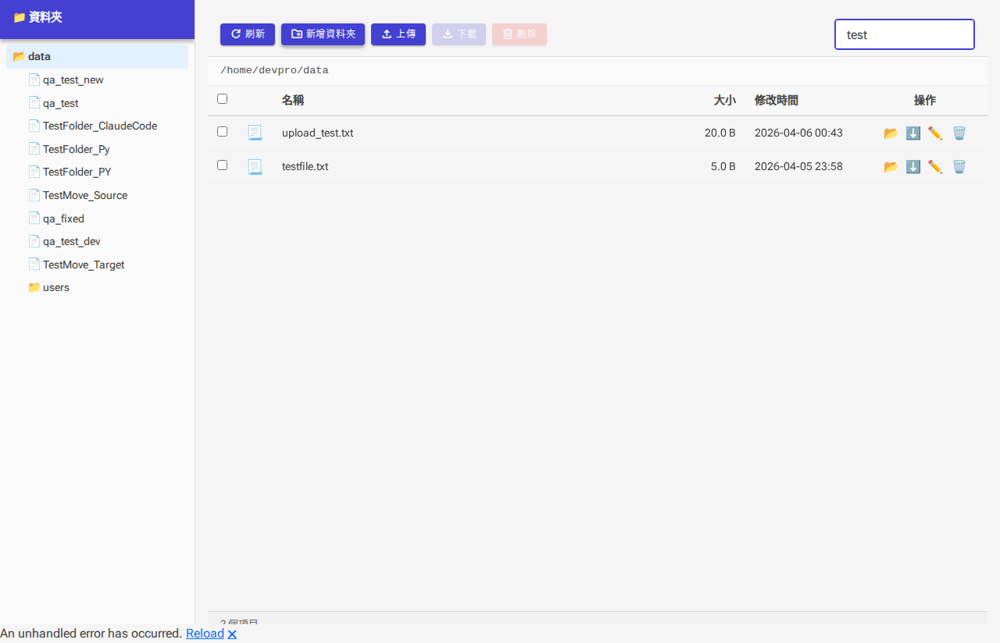 資料夾
data
qa_test_new
qa_test
TestFolder_ClaudeCode
TestFolder_Py
TestFolder_PY
TestMove_Source
qa_fixed
qa_test_dev
TestMove_Target
users
刷新 新增資料夾 上傳 下載 刪除 test
/home/devpro/data
名稱 大小 修改時間 操作
upload_test.txt 20.0 B 2026-04-06 00:43
testfile.txt 5.0 B 2026-04-05 23:58
2 個項目
An unhandled error has occurred. Reload X